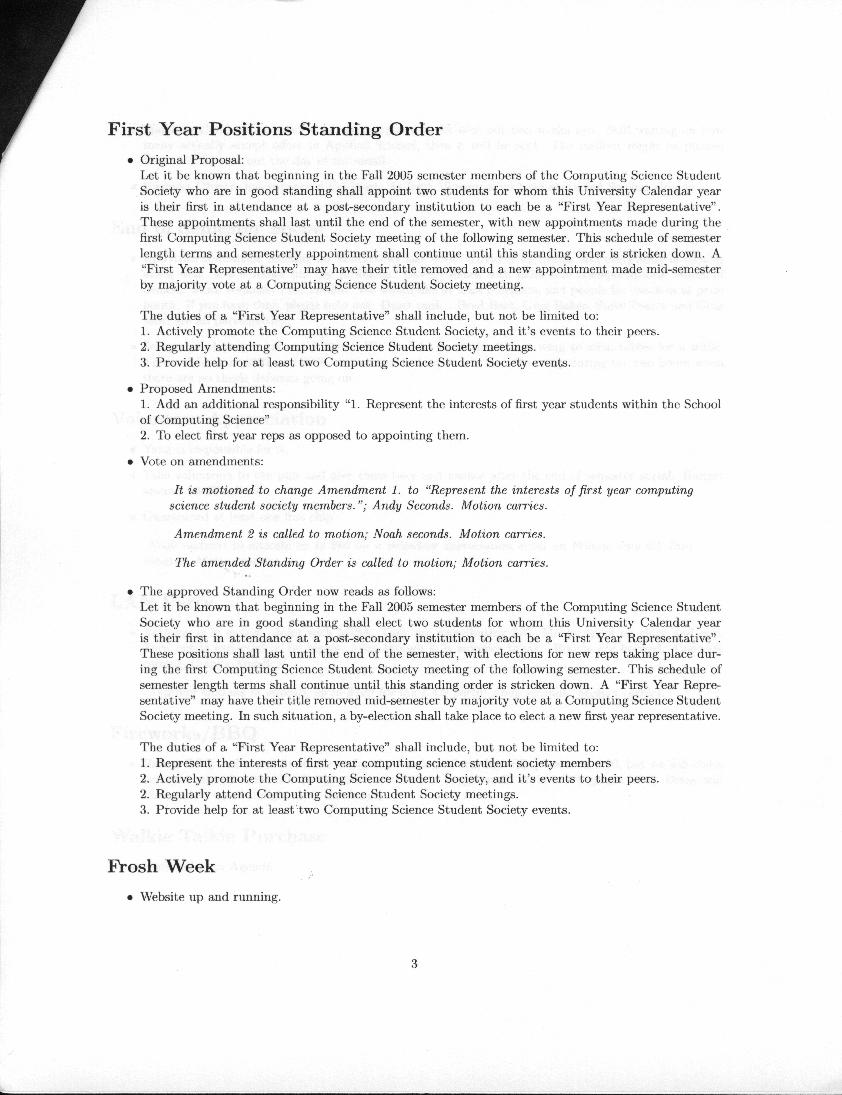 First Year Positions Standing Order
• Original Proposal:
Let it be known that beginning in the Fall 2005 semester members of the Computing Science Student
Society who are in good standing shall appoint two students for whom this University Calendar year
is their first in attendance at a post-secondary institution to each be a “First Year Representative”.
These appointments shall last until the end of the semester, with new appointments made during the
first Computing Science Student Society meeting of the following semester. This schedule of semester
length terms and semesterly appointment shall continue until this standing order is stricken down. A
“First Year Representative” may have their title removed and a new appointment made mid-semester
by majority vote at a Computing Science Student Society meeting.
The duties of a “First Year Representative” shall include, but not be limited to:
1. Actively promote the Computing Science Student Society, and it’s events to their peers.
2. Regularly attending Computing Science Student Society meetings.
3. Provide help for at least two Computing Science Student Society events.
• Proposed Amendments:
1. Add an additional responsibility “1. Represent the interests of first year students within the School
of Computing Science”
2. To elect first year reps as opposed to appointing them.
• Vote on amendments:
It is motioned to change Amendment 1. to “Represent the interests of first year computing
science student society members.”; Andy Seconds. Motion carries.
Amendment 2 is called to motion; Noah seconds. Motion carries.
The amended Standing Order is called to motion; Motion carries.
• The approved Standing Order now reads as follows:
Let it be known that beginning in the Fall 2005 semester members of the Computing Science Student
Society who are in good standing shall elect two students for whom this University Calendar year
is their first in attendance at a post-secondary institution to each be a “First Year Representative”.
These positions shall last until the end of the semester, with elections for new reps taking place dur-
ing the first Computing Science Student Society meeting of the following semester. This schedule of
semester length terms shall continue until this standing order is stricken down. A “First Year Repre-
sentative” may have their title removed mid-semester by majority vote at a Computing Science Student
Society meeting. In such situation, a by-election shall take place to elect a new first year representative.
The duties of a “First Year Representative” shall include, but not be limited to:
1. Represent the interests of first year computing science student society members
2. Actively promote the Computing Science Student Society, and it’s events to their peers.
2. Regularly attend Computing Science Student Society meetings.
3. Provide help for at least two Computing Science Student Society events.
Fireworks/BBQ
Walkie Talkie Purchase
Frosh Week
• Website up and running.
3